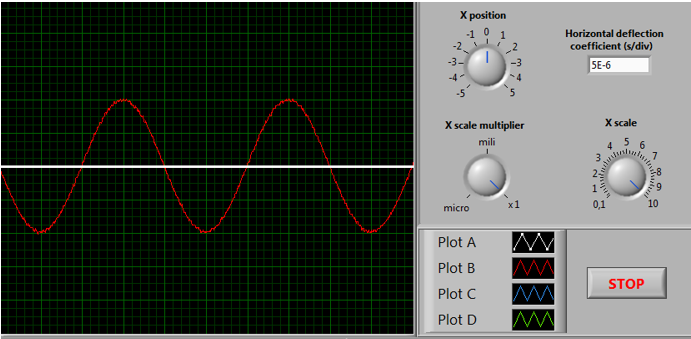 X position
-5
-4
-3
-2
-1
0
1
2
3
4
5
Horizontal deflection
coefficient (s/div)
5E-6
X scale multiplier
micro
mili
x 1
X scale
0,1
1
2
3
4
5
6
7
8
9
10
Plot A
Plot B
Plot C
Plot D
STOP